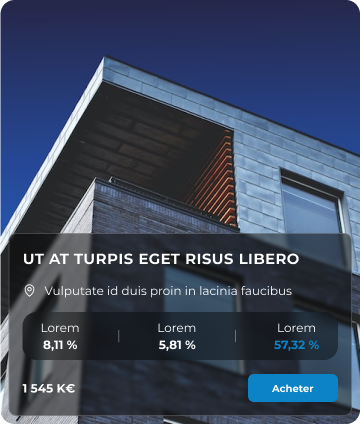 UT AT TURPIS EGET RISUS LIBERO
Vulputate id duis proin in lacinia faucibus
Lorem Lorem Lorem
8,11 % 5,81 % 57,32 %
1 545 K€ Acheter